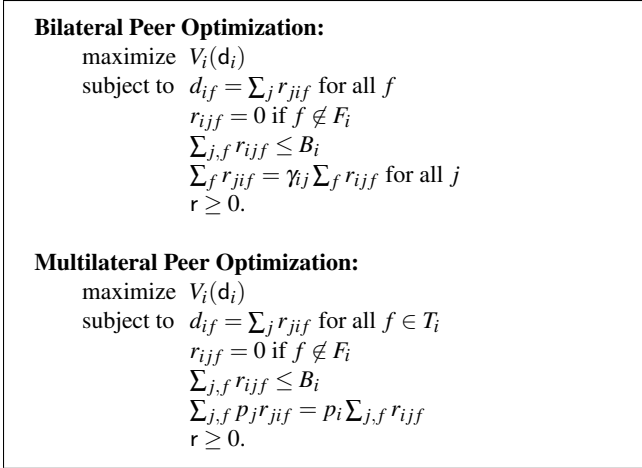 Bilateral Peer Optimization:
maximize V_i(d_i)
subject to d_{if} = ∑_j r_{jif} for all f
r_{ijf} = 0 if f ∉ F_i
∑_{j,f} r_{ijf} ≤ B_i
∑_f r_{jif} = γ_{ij} ∑_f r_{ijf} for all j
r ≥ 0.
Multilateral Peer Optimization:
maximize V_i(d_i)
subject to d_{if} = ∑_j r_{jif} for all f ∈ T_i
r_{ijf} = 0 if f ∉ F_i
∑_{j,f} r_{ijf} ≤ B_i
∑_{j,f} p_j r_{jif} = p_i ∑_{j,f} r_{ijf}
r ≥ 0.